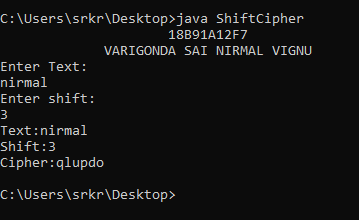 C:\Users\srkr\Desktop>java ShiftCipher
18B91A12F7
VARIGONDA SAI NIRMAL VIGNU
Enter Text:
nirmal
Enter shift:
3
Text:nirmal
Shift:3
Cipher:qlupdo
C:\Users\srkr\Desktop>